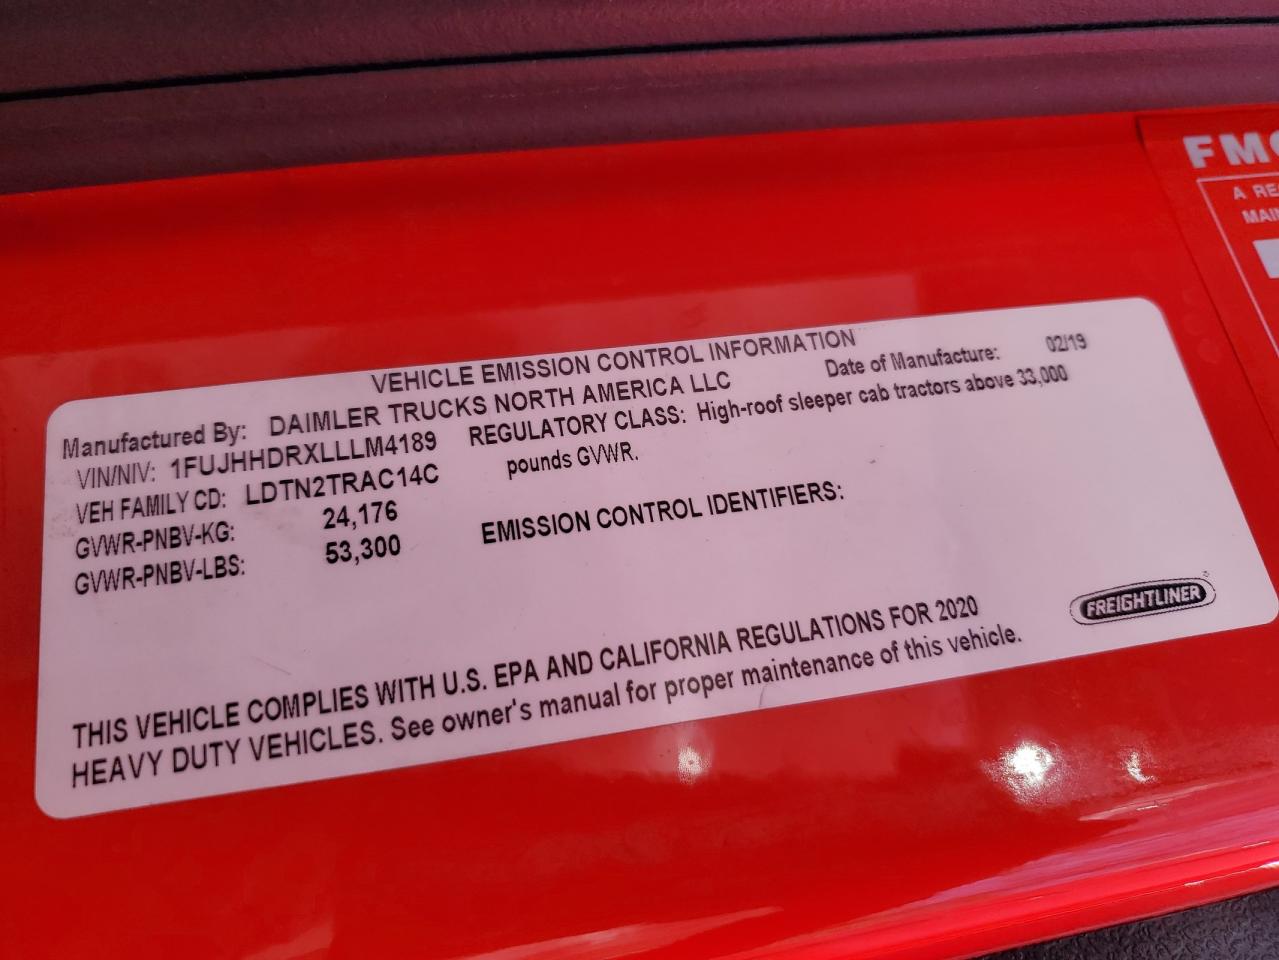 FM
A RE
MAI
VEHICLE EMISSION CONTROL INFORMATION
Manufactured By: DAIMLER TRUCKS NORTH AMERICA LLC Date of Manufacture: 02/19
VIN/NIV: 1FUJHHDRXLLLM4189 REGULATORY CLASS: High-roof sleeper cab tractors above 33,000
pounds GVWR.
VEH FAMILY CD: LDTN2TRAC14C
GVWR-PNBV-KG: 24,176
GVWR-PNBV-LBS: 53,300 EMISSION CONTROL IDENTIFIERS:
THIS VEHICLE COMPLIES WITH U.S. EPA AND CALIFORNIA REGULATIONS FOR 2020
HEAVY DUTY VEHICLES. See owner's manual for proper maintenance of this vehicle.
FREIGHTLINER